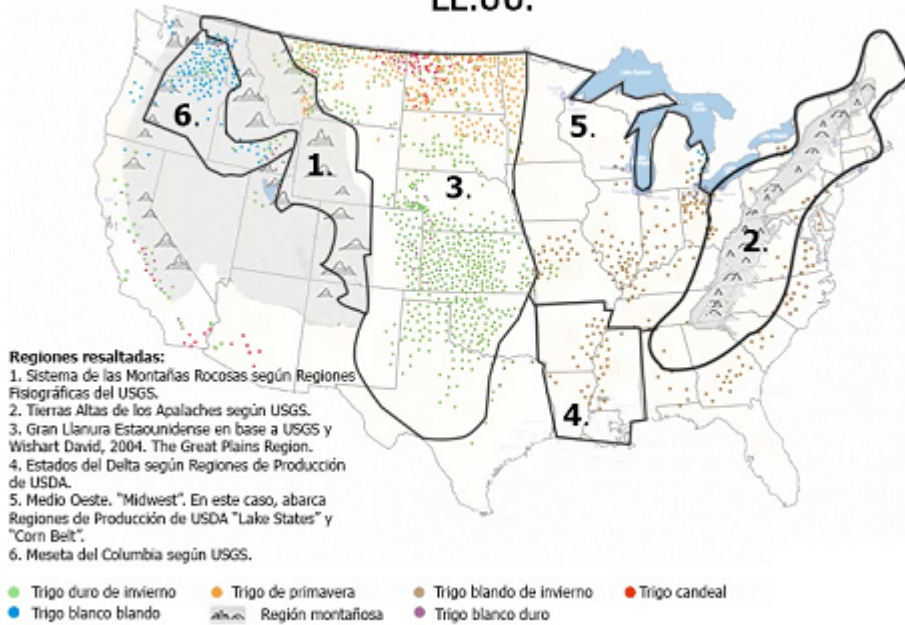 EE.UU.
6.
1.
3.
5.
2.
4.
Lake Superior
Regiones resaltadas:
1. Sistema de las Montañas Rocosas según Regiones
Fisiográficas del USGS.
2. Tierras Altas de los Apalaches según USGS.
3. Gran Llanura Estaounidense en base a USGS y
Wishart David, 2004. The Great Plains Region.
4. Estados del Delta según Regiones de Producción
de USDA.
5. Medio Oeste. "Midwest". En este caso, abarca
Regiones de Producción de USDA "Lake States" y
"Corn Belt".
6. Meseta del Columbia según USGS.
Trigo duro de invierno Trigo de primavera Trigo blando de invierno Trigo candeal
Trigo blanco blando Región montañosa Trigo blanco duro